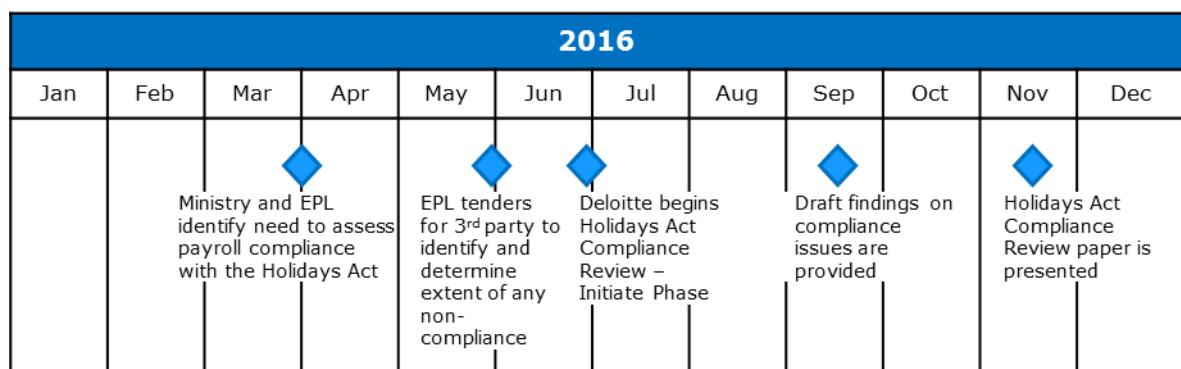 2016
Jan Feb Mar Apr May Jun Jul Aug Sep Oct Nov Dec
Ministry and EPL
identify need to assess
payroll compliance
with the Holidays Act
EPL tenders
for 3rd party to
identify and
determine
extent of any
non-
compliance
Deloitte begins
Holidays Act
Compliance
Review –
Initiate Phase
Draft findings on
compliance
issues are
provided
Holidays Act
Compliance
Review paper is
presented